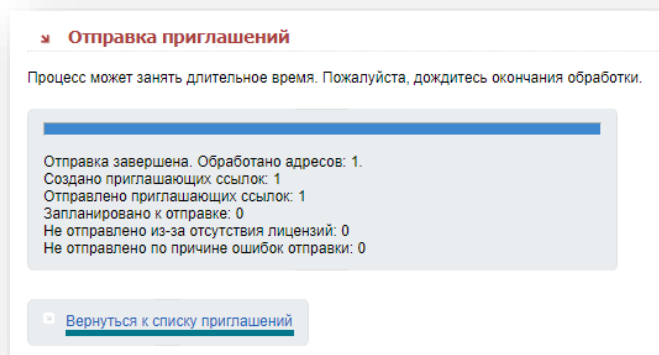 Отправка приглашений
Процесс может занять длительное время. Пожалуйста, дождитесь окончания обработки.
Отправка завершена. Обработано адресов: 1.
Создано приглашающих ссылок: 1
Отправлено приглашающих ссылок: 1
Запланировано к отправке: 0
Не отправлено из-за отсутствия лицензий: 0
Не отправлено по причине ошибок отправки: 0
Вернуться к списку приглашений